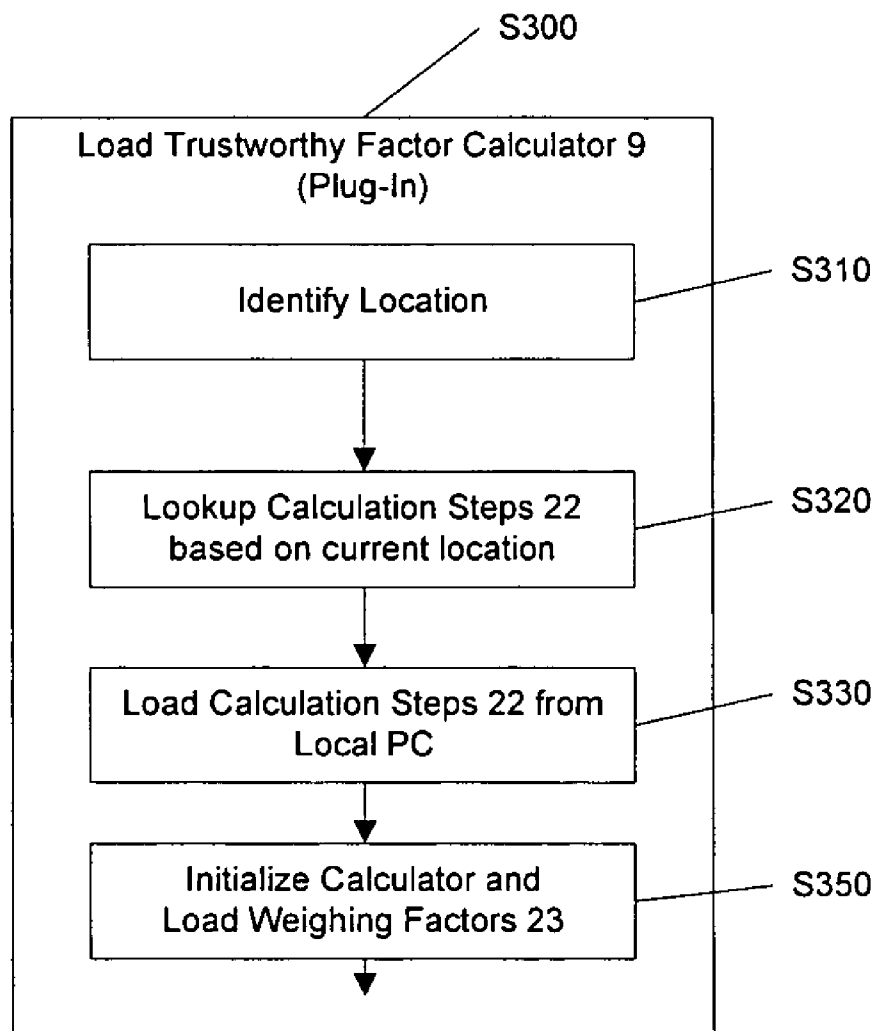 S300
Load Trustworthy Factor Calculator 9
(Plug-In)
Identify Location
S310
Lookup Calculation Steps 22
based on current location
S320
Load Calculation Steps 22 from
Local PC
S330
Initialize Calculator and
Load Weighing Factors 23
S350